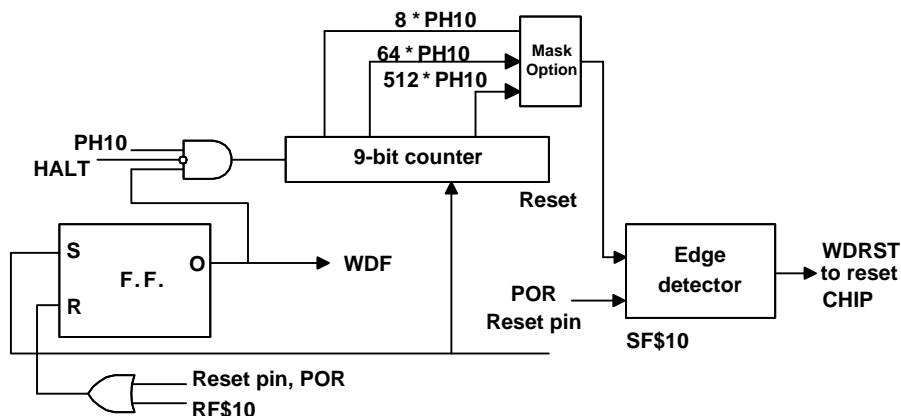 8 * PH10
64 * PH10
512 * PH10
Mask
Option
PH10
HALT
9-bit counter
Reset
S
R
F.F.
O
WDF
Edge
detector
WDRST
to reset
CHIP
POR
Reset pin
SF$10
Reset pin, POR
RF$10